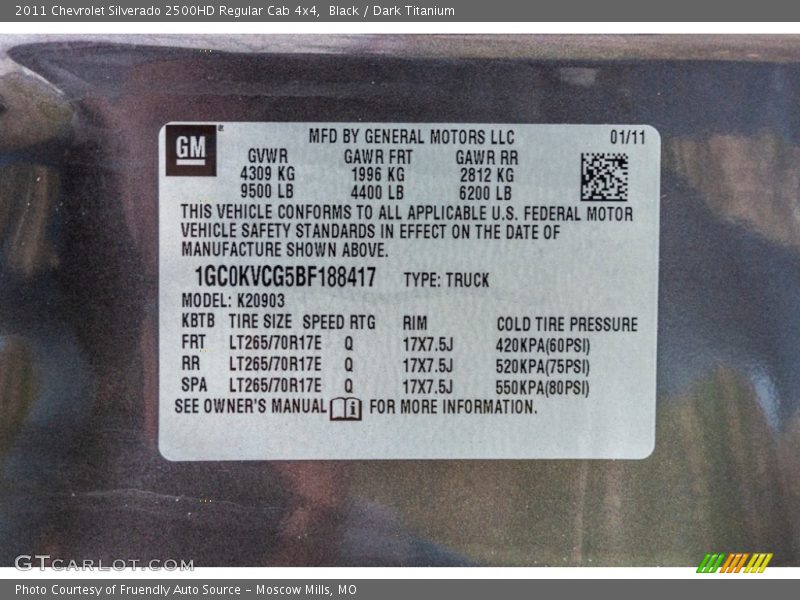 2011 Chevrolet Silverado 2500HD Regular Cab 4x4,  Black / Dark Titanium
GM
MFD BY GENERAL MOTORS LLC 01/11
GVWR GAWR FRT GAWR RR
4309 KG 1996 KG 2812 KG
9500 LB 4400 LB 6200 LB
THIS VEHICLE CONFORMS TO ALL APPLICABLE U.S. FEDERAL MOTOR
VEHICLE SAFETY STANDARDS IN EFFECT ON THE DATE OF
MANUFACTURE SHOWN ABOVE.
1GC0KVCG5BF188417 TYPE: TRUCK
MODEL: K20903
KBTB TIRE SIZE SPEED RTG RIM COLD TIRE PRESSURE
FRT LT265/70R17E Q 17X7.5J 420KPA(60PSI)
RR LT265/70R17E Q 17X7.5J 520KPA(75PSI)
SPA LT265/70R17E Q 17X7.5J 550KPA(80PSI)
SEE OWNER'S MANUAL i FOR MORE INFORMATION.
GTCARLOT.COM
Photo Courtesy of Fruendly Auto Source – Moscow Mills, MO